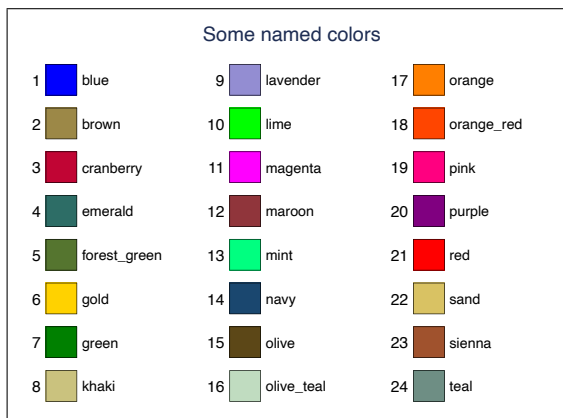 Some named colors
1 blue
2 brown
3 cranberry
4 emerald
5 forest_green
6 gold
7 green
8 khaki
9 lavender
10 lime
11 magenta
12 maroon
13 mint
14 navy
15 olive
16 olive_teal
17 orange
18 orange_red
19 pink
20 purple
21 red
22 sand
23 sienna
24 teal